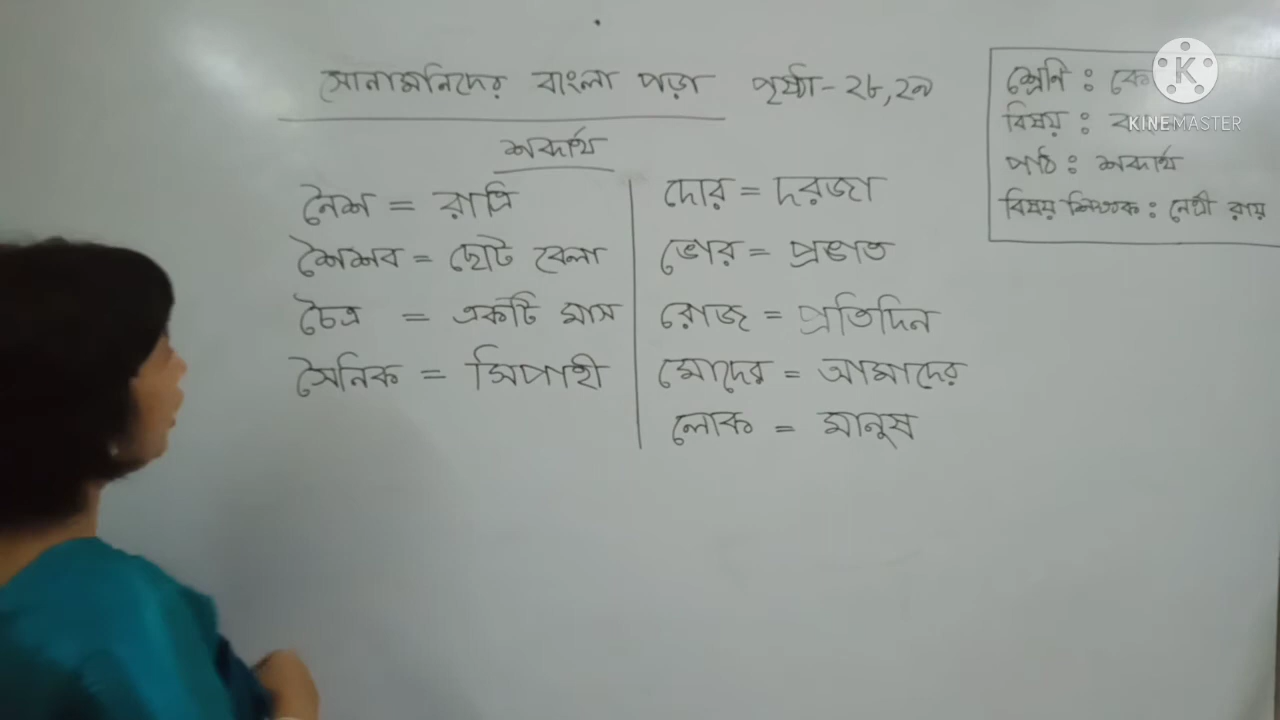 সোনামনিদের বাংলা পড়া পৃষ্ঠা-২৮,২৯
শব্দার্থ
নৈশ = রাত্রি
শৈশব = ছোট বেলা
চৈত্র = একটি মাস
সৈনিক = সিপাহী
দোর = দরজা
ভোর = প্রভাত
রোজ = প্রতিদিন
মোদের = আমাদের
লোক = মানুষ
শ্রেনি : কে
বিষয় :
পাঠ : শব্দার্থ
বিষয় শিক্ষক : নেত্রী রায়
K
KINEMASTER